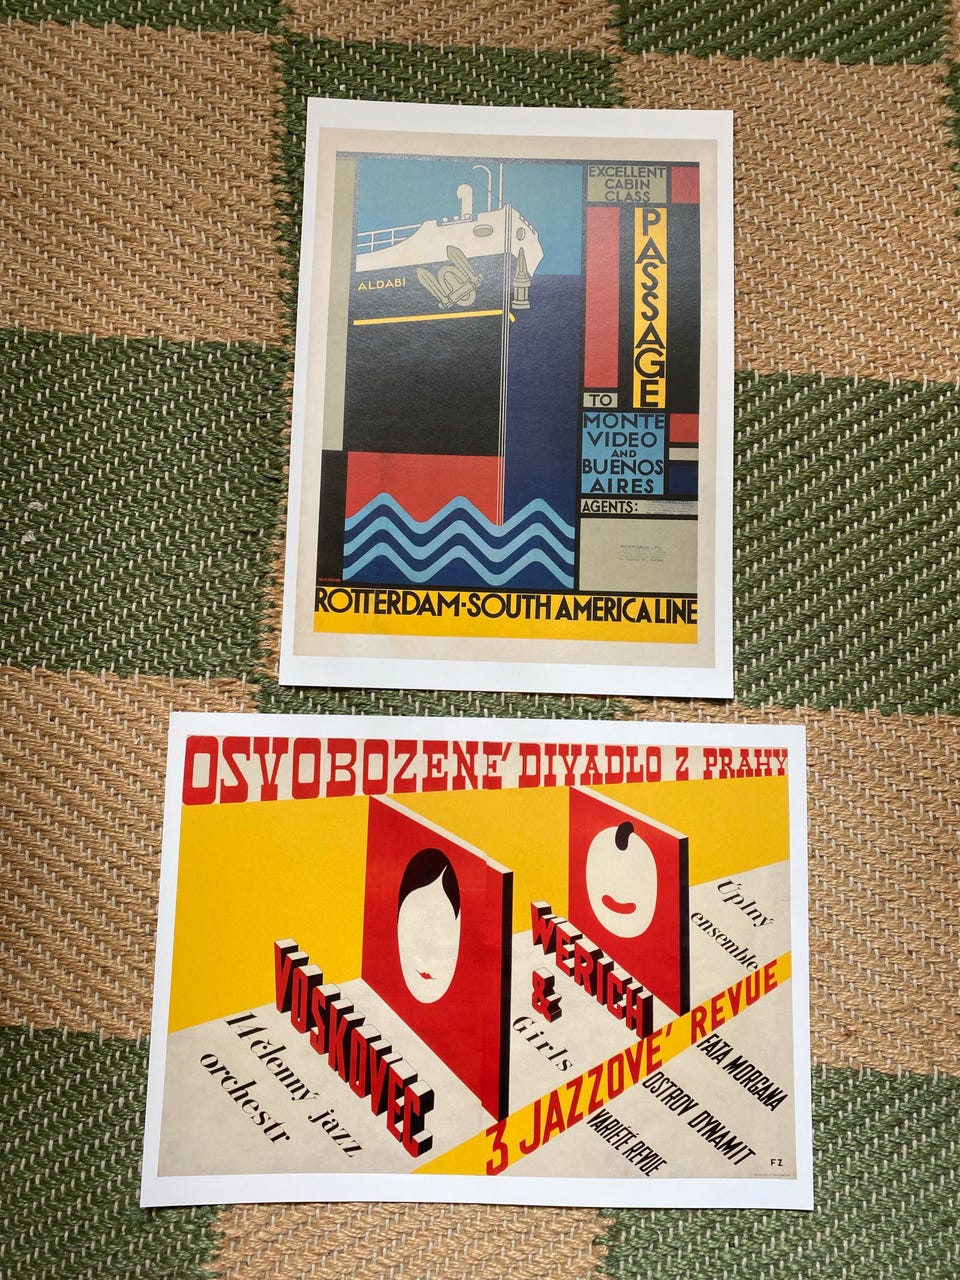 EXCELLENT
CABIN
CLASS
PASSAGE
ALDABI
TO
MONTE
VIDEO
AND
BUENOS
AIRES
AGENTS:
ROTTERDAM-SOUTH AMERICA LINE
OSVOBOZENÉ DIVADLO Z PRAHY
VOSKOVEC
&
WERICH
Úplný
ensemble
14členný jazz
orchestr
Girls
3 JAZZOVÉ REVUE
FATA MORGANA
OSTROV DYNAMIT
VARIÉTÉ REVUE
FZ